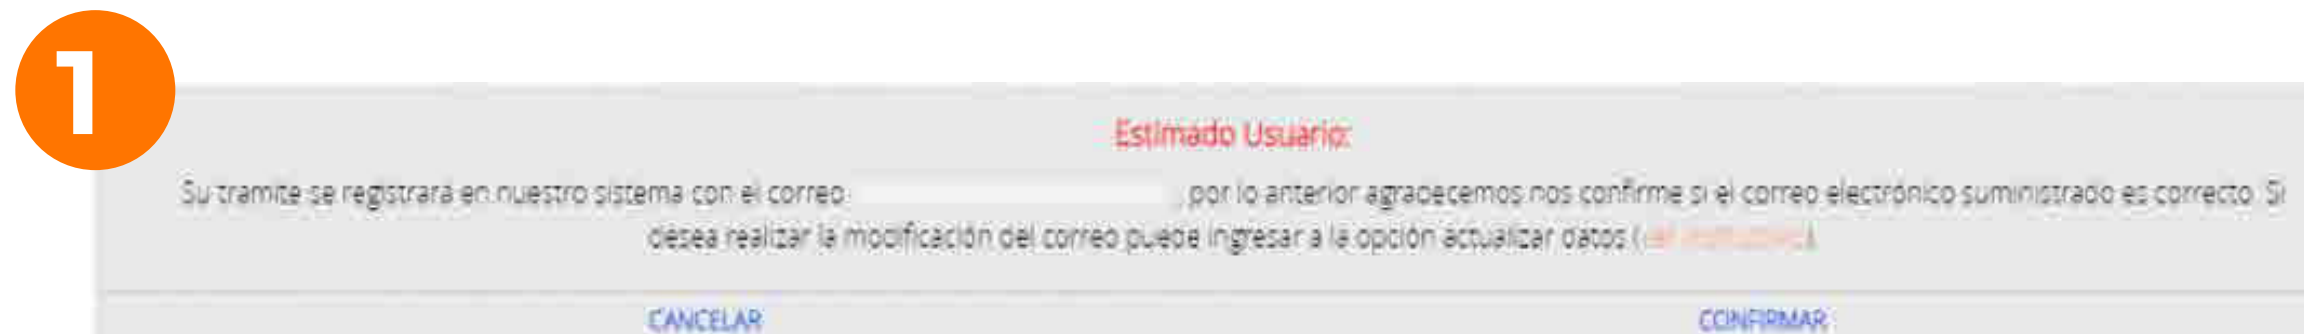 1
Estimado Usuario:
Su tramite se registrará en nuestro sistema con el correo , por lo anterior agradecemos nos confirme si el correo electrónico suministrado es correcto. Si
desea realizar la modificación del correo puede ingresar a la opción actualizar datos (
CANCELAR
CONFIRMAR